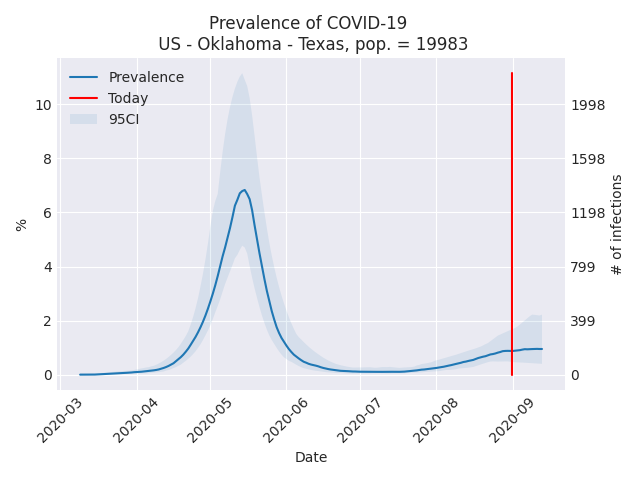 Prevalence of COVID-19
US - Oklahoma - Texas, pop. = 19983
Prevalence
Today
95CI
10
8
6
4
2
0
%
1998
1598
1198
799
399
0
# of infections
2020-03
2020-04
2020-05
2020-06
2020-07
2020-08
2020-09
Date